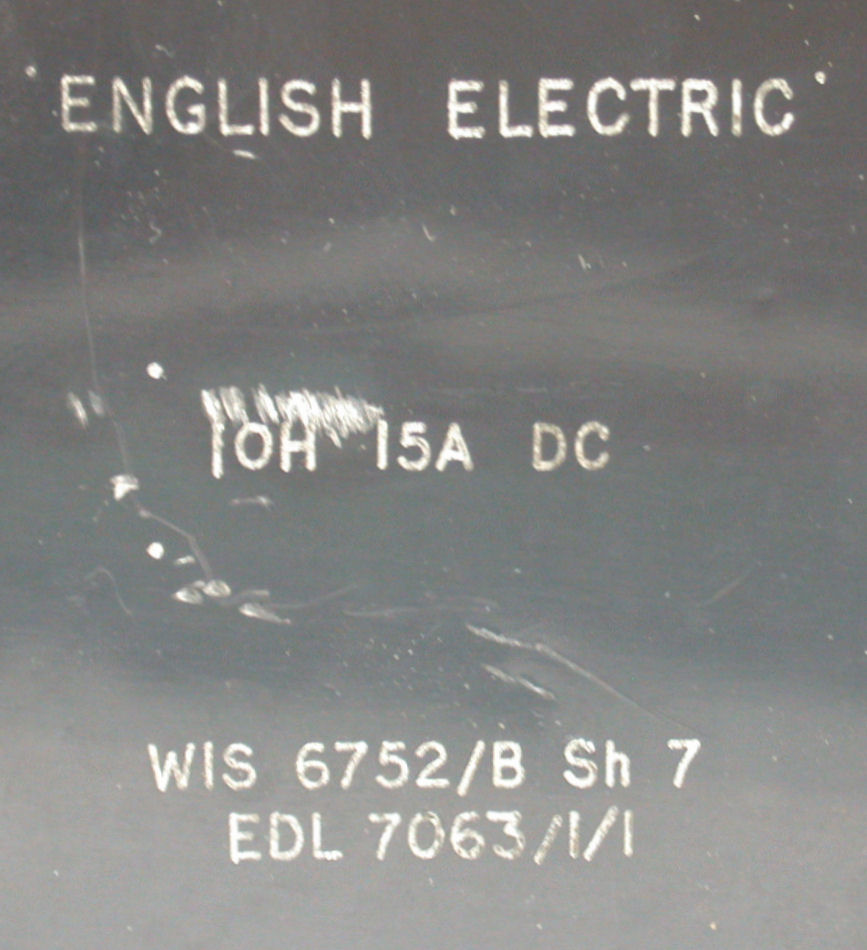 'ENGLISH ELECTRIC'
10H 15A DC
WIS 6752/B Sh 7
EDL 7063/1/1